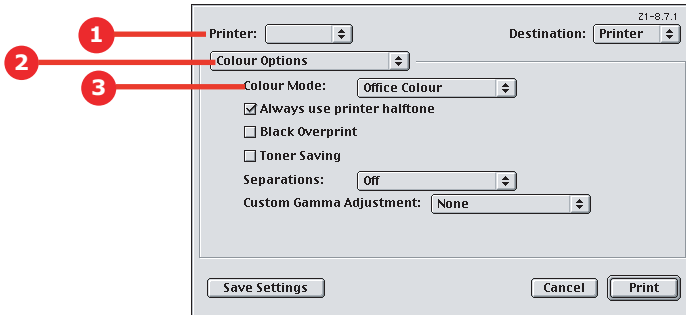 Z1-8.7.1
1 Printer: Destination: Printer
2 Colour Options
3 Colour Mode: Office Colour
Always use printer halftone
Black Overprint
Toner Saving
Separations: Off
Custom Gamma Adjustment: None
Save Settings Cancel Print